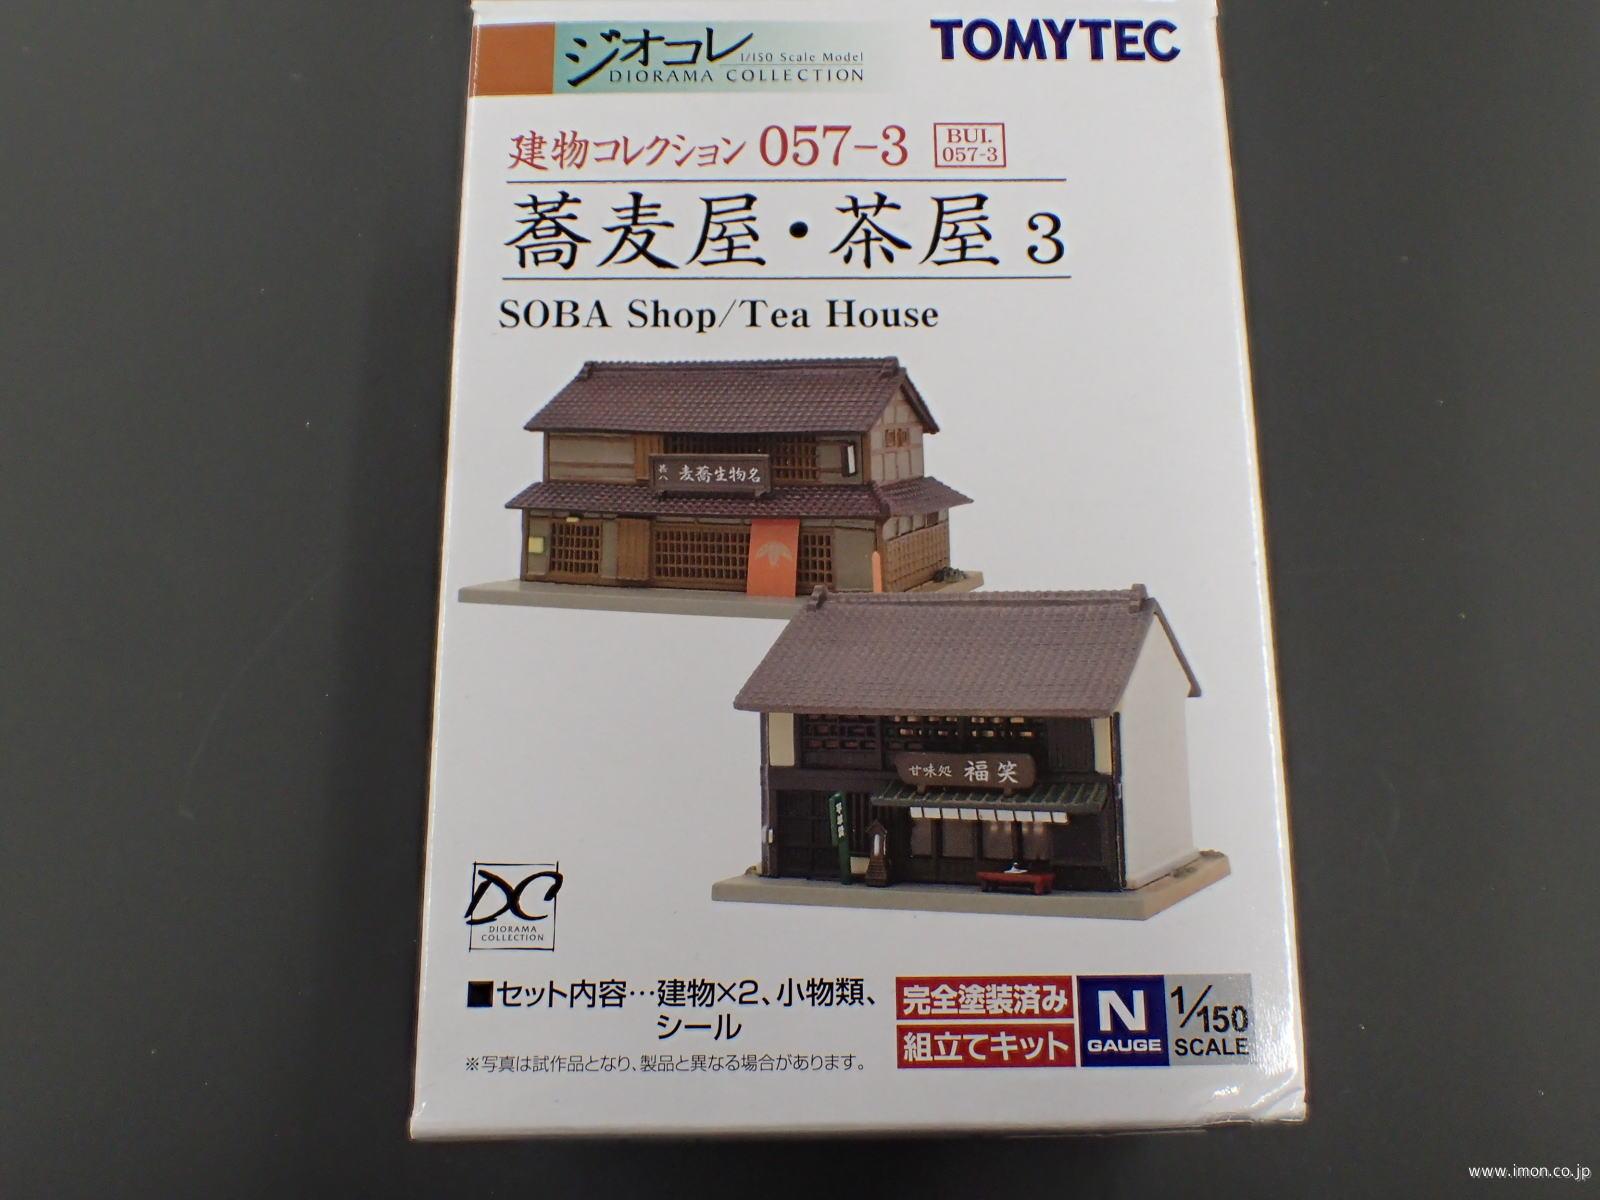 ジオコレ
1/150 Scale Model
DIORAMA COLLECTION
TOMYTEC
建物コレクション 057-3
BUI.
057-3
蕎麦屋・茶屋 3
SOBA Shop/Tea House
麦蕎生物名
甘味処 福笑
DC
DIORAMA
COLLECTION
■セット内容…建物×2、小物類、
シール
※写真は試作品となり、製品と異なる場合があります。
完全塗装済み
組立てキット
N
GAUGE
1/150
SCALE
www.imon.co.jp